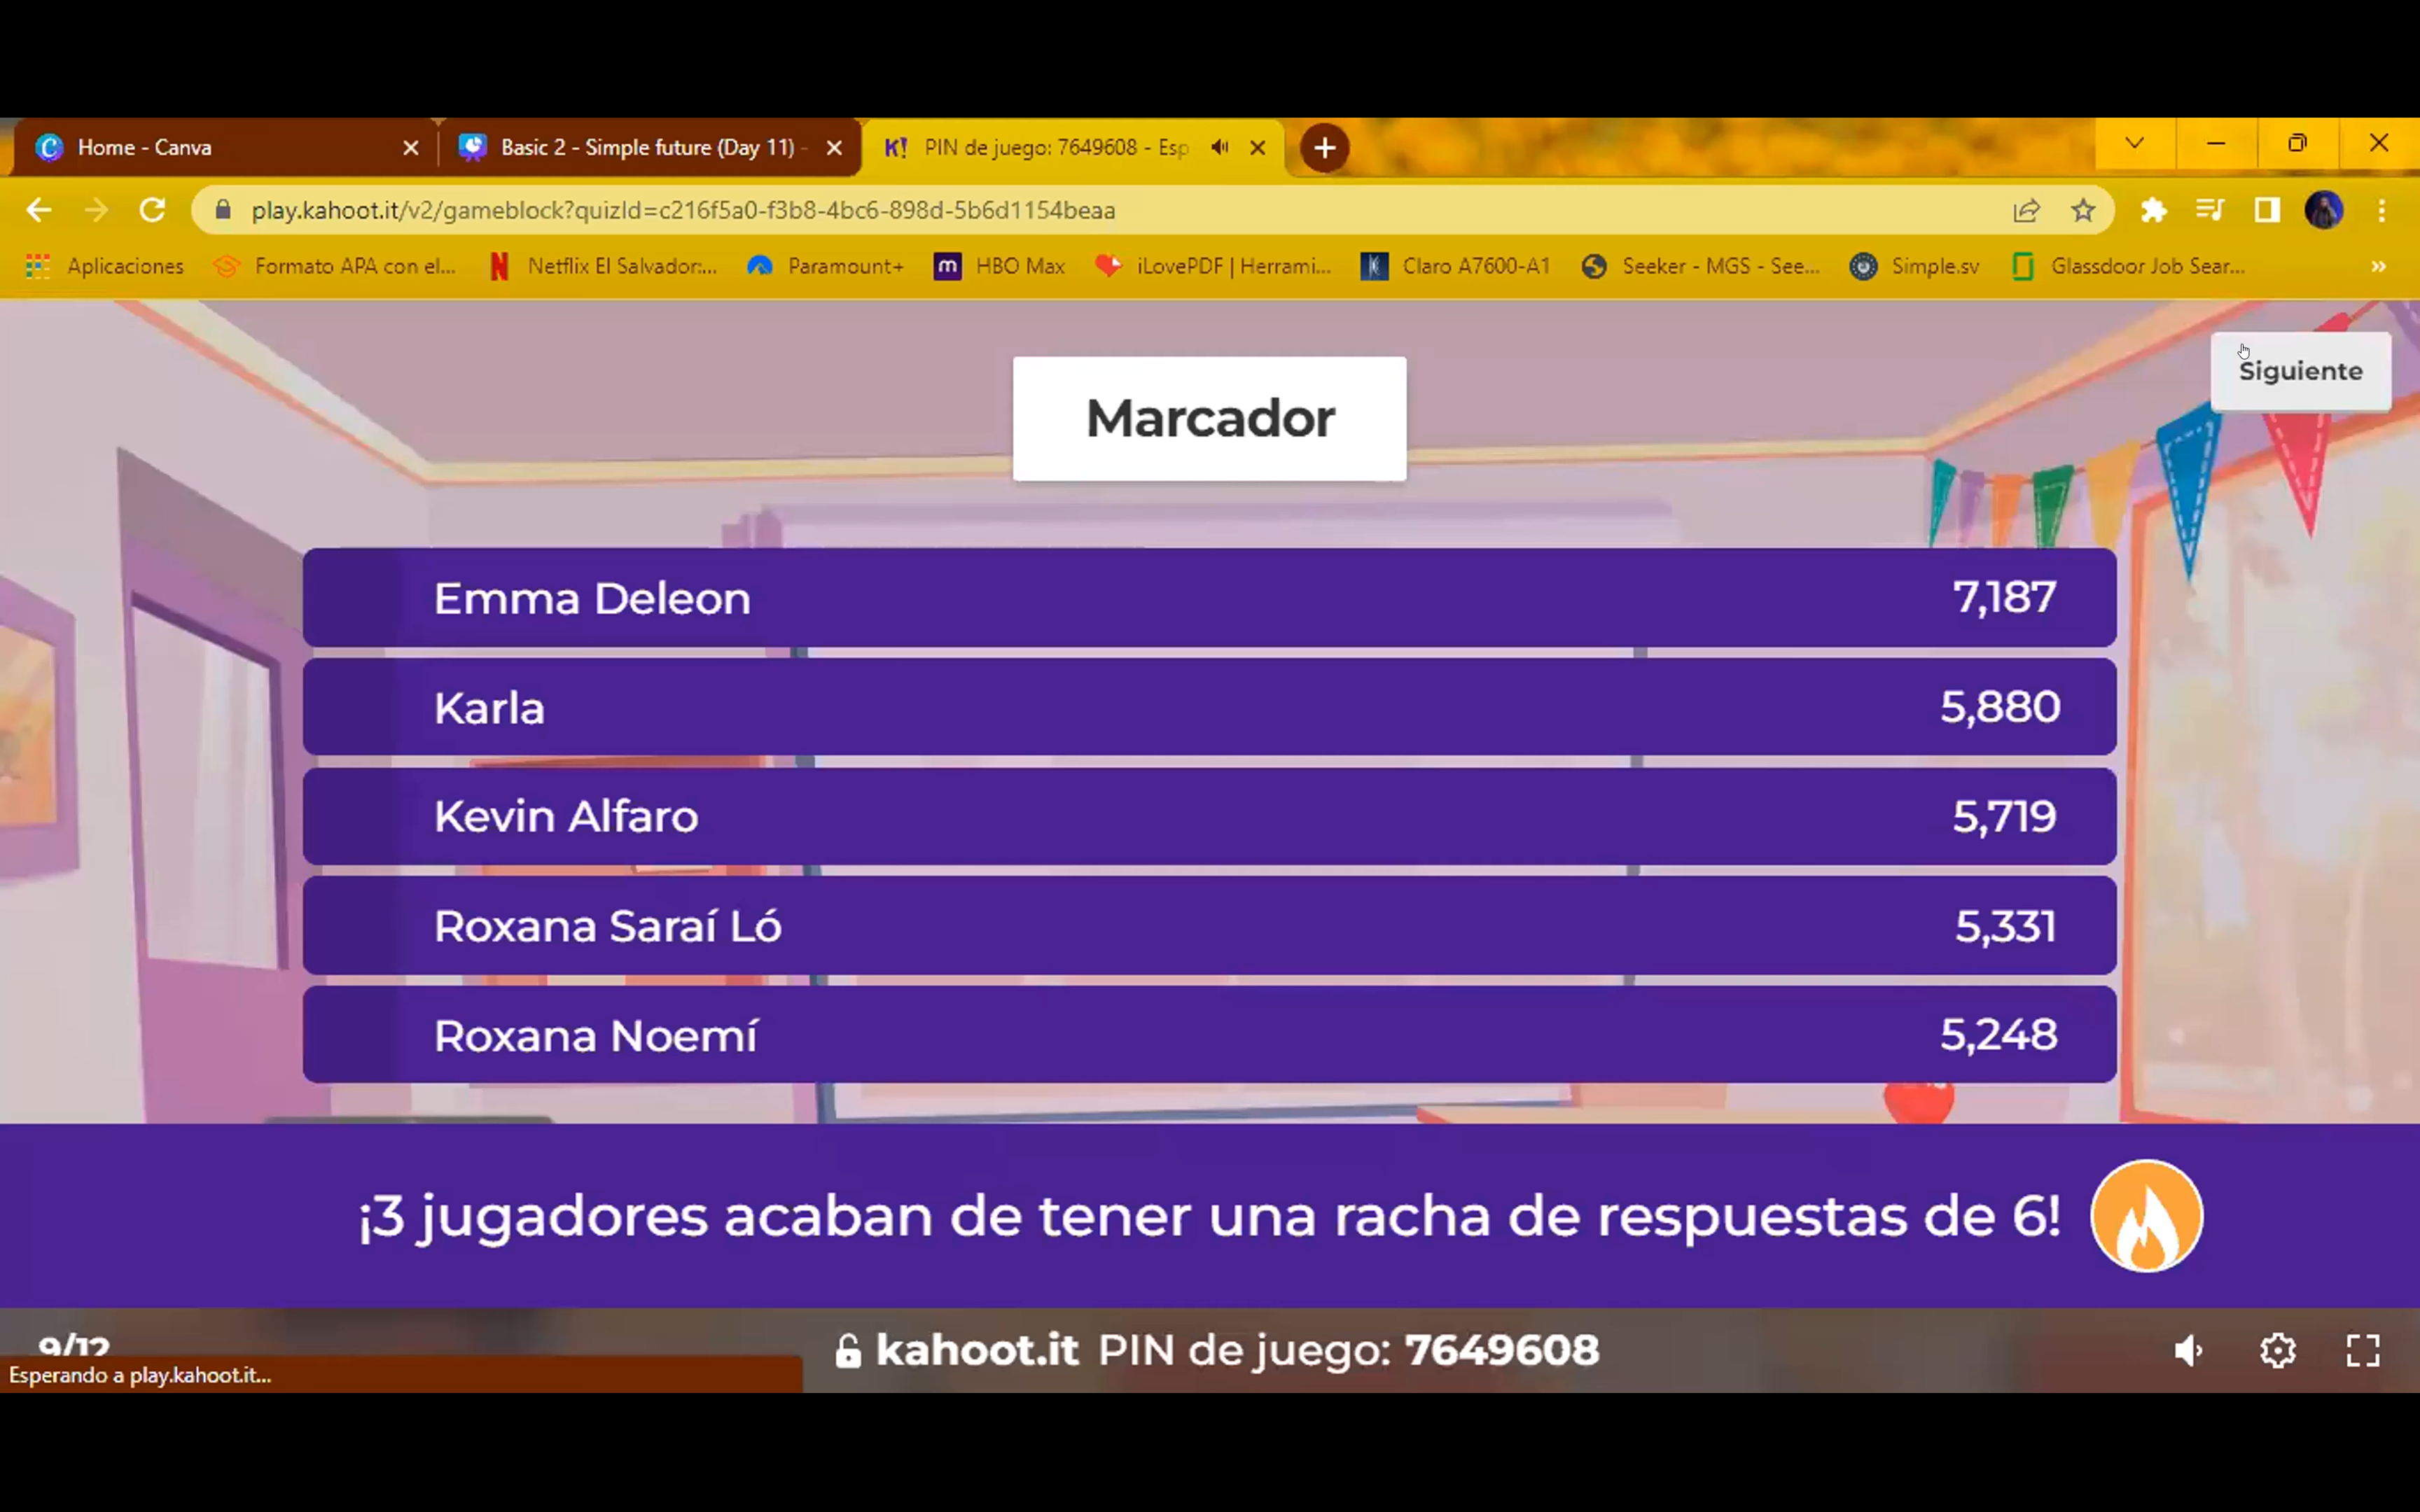 Home - Canva
Basic 2 - Simple future (Day 11) -
K! PIN de juego: 7649608 - Esp
play.kahoot.it/v2/gameblock?quizId=c216f5a0-f3b8-4bc6-898d-5b6d1154beaa
Aplicaciones Formato APA con el... Netflix El Salvador:... Paramount+ HBO Max iLovePDF | Herrami... Claro A7600-A1 Seeker - MGS - See... Simple.sv Glassdoor Job Sear... »
Siguiente
Marcador
Emma Deleon 7,187
Karla 5,880
Kevin Alfaro 5,719
Roxana Saraí Ló 5,331
Roxana Noemí 5,248
¡3 jugadores acaban de tener una racha de respuestas de 6!
9/12
kahoot.it PIN de juego: 7649608
Esperando a play.kahoot.it...